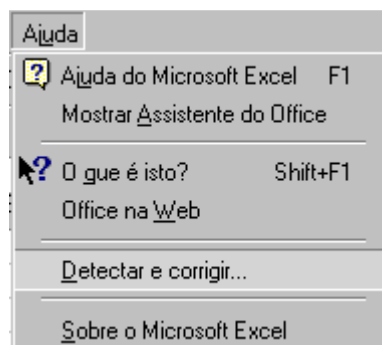 Ajuda
Ajuda do Microsoft Excel F1
Mostrar Assistente do Office
O que é isto? Shift+F1
Office na Web
Detectar e corrigir...
Sobre o Microsoft Excel